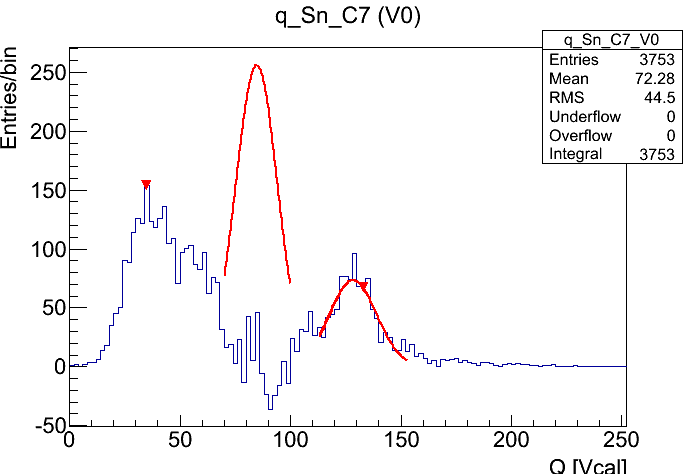 q_Sn_C7 (V0)
q_Sn_C7_V0
Entries 3753
Mean 72.28
RMS 44.5
Underflow 0
Overflow 0
Integral 3753
Entries/bin
250
200
150
100
50
0
-50
0 50 100 150 200 250
Q [Vcal]